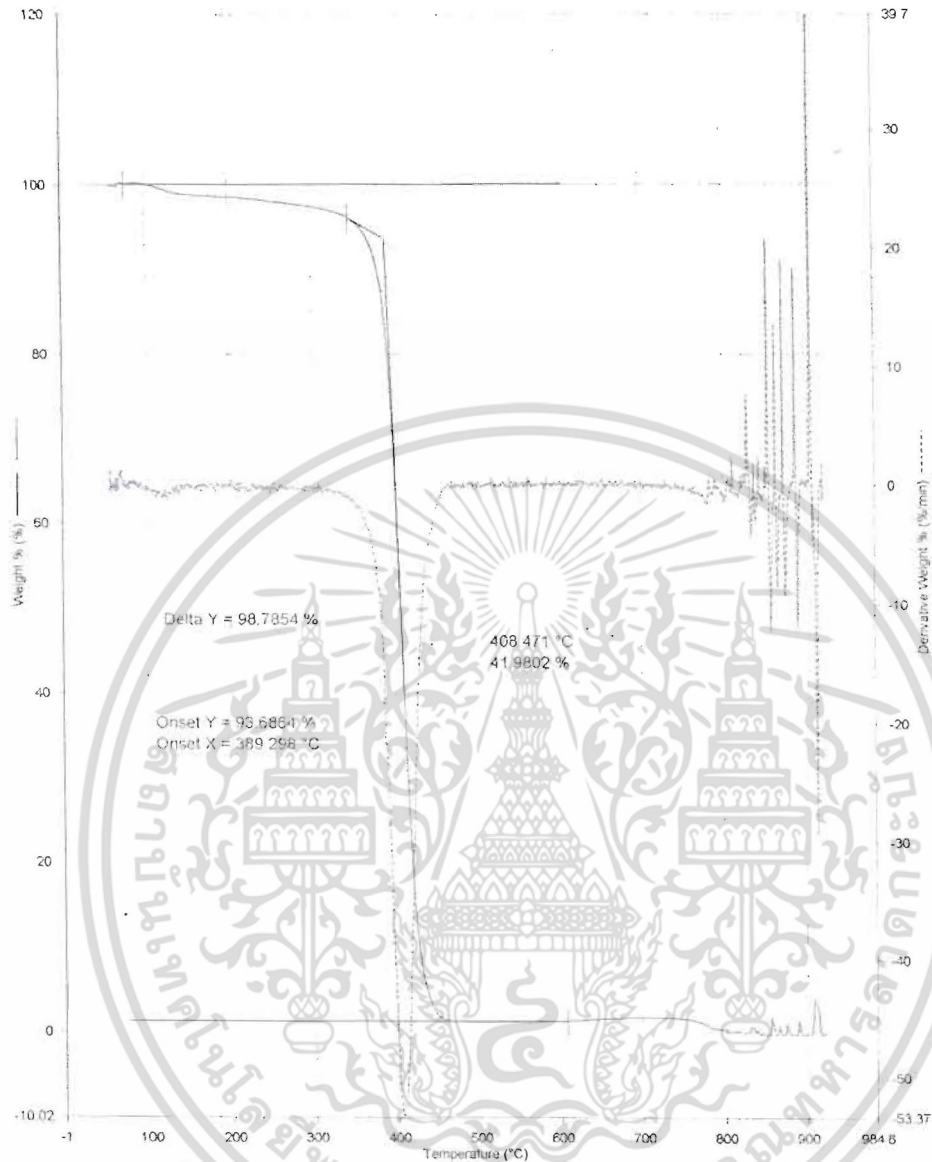 120
100
80
60
40
20
0
-10.02
Weight % (%)
39.7
30
20
10
0
-10
-20
-30
-40
-50
-53.37
Derivative Weight % (%/min)
Delta Y = 98.7854 %
408.471 °C
41.9802 %
Onset Y = 93.6864 %
Onset X = 389.298 °C
-1 100 200 300 400 500 600 700 800 900 984.6
Temperature (°C)